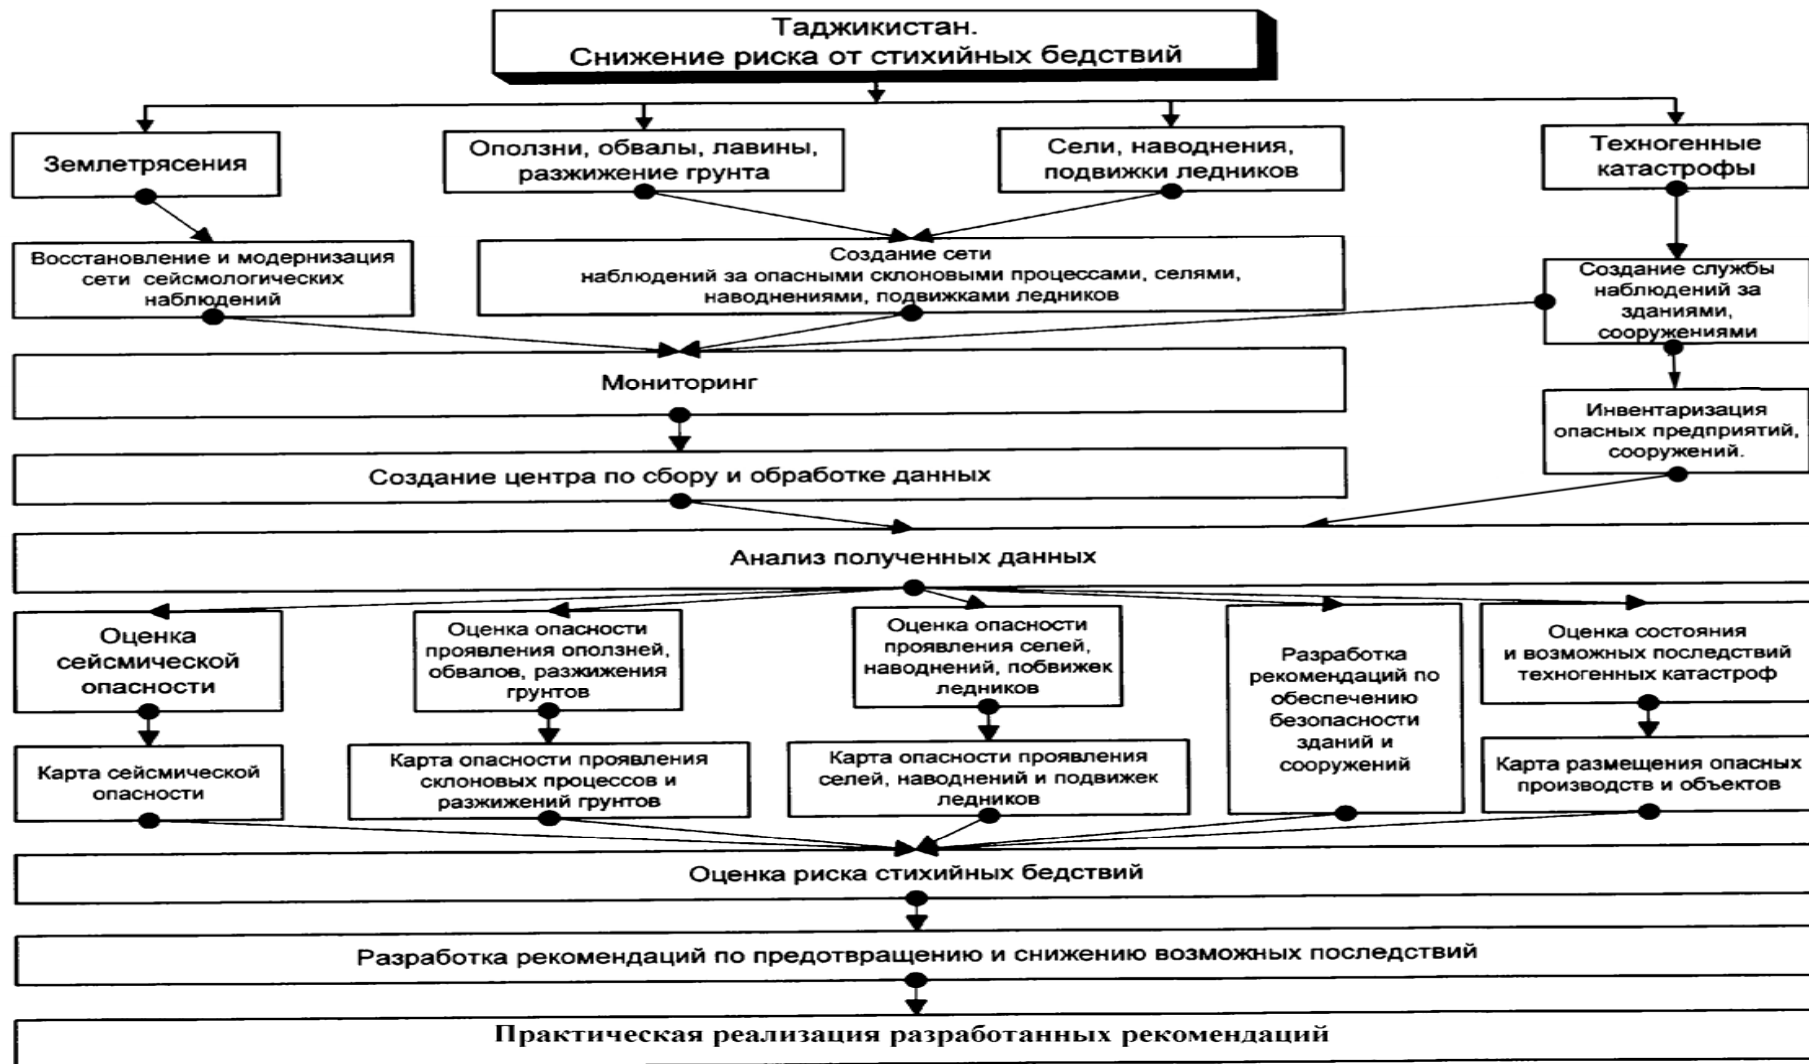 Таджикистан.
Снижение риска от стихийных бедствий
Землетрясения
Оползни, обвалы, лавины,
разжижение грунта
Сели, наводнения,
подвижки ледников
Техногенные
катастрофы
Восстановление и модернизация
сети сейсмологических
наблюдений
Создание сети
наблюдений за опасными склоновыми процессами, селями,
наводнениями, подвижками ледников
Создание службы
наблюдений за
зданиями,
сооружениями
Мониторинг
Инвентаризация
опасных предприятий,
сооружений.
Создание центра по сбору и обработке данных
Анализ полученных данных
Оценка
сейсмической
опасности
Оценка опасности
проявления оползней,
обвалов, разжижения
грунтов
Оценка опасности
проявления селей,
наводнений, побвижек
ледников
Разработка
рекомендаций по
обеспечению
безопасности
зданий и
сооружений
Оценка состояния
и возможных последствий
техногенных катастроф
Карта сейсмической
опасности
Карта опасности проявления
склоновых процессов и
разжижений грунтов
Карта опасности проявления
селей, наводнений и подвижек
ледников
Карта размещения опасных
производств и объектов
Оценка риска стихийных бедствий
Разработка рекомендаций по предотвращению и снижению возможных последствий
Практическая реализация разработанных рекомендаций